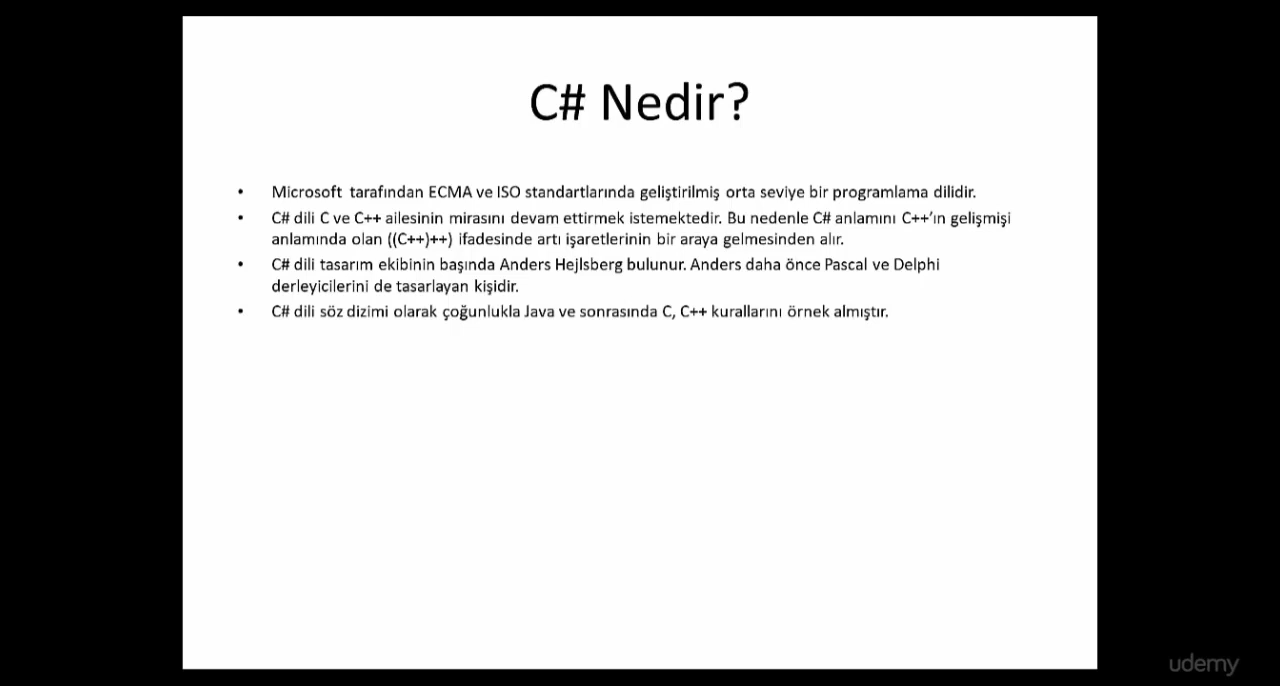 C# Nedir?
• Microsoft tarafından ECMA ve ISO standartlarında geliştirilmiş orta seviye bir programlama dilidir.
• C# dili C ve C++ ailesinin mirasını devam ettirmek istemektedir. Bu nedenle C# anlamını C++’ın gelişmişi
anlamında olan ((C++)++) ifadesinde artı işaretlerinin bir araya gelmesinden alır.
• C# dili tasarım ekibinin başında Anders Hejlsberg bulunur. Anders daha önce Pascal ve Delphi
derleyicilerini de tasarlayan kişidir.
• C# dili söz dizimi olarak çoğunlukla Java ve sonrasında C, C++ kurallarını örnek almıştır.
udemy